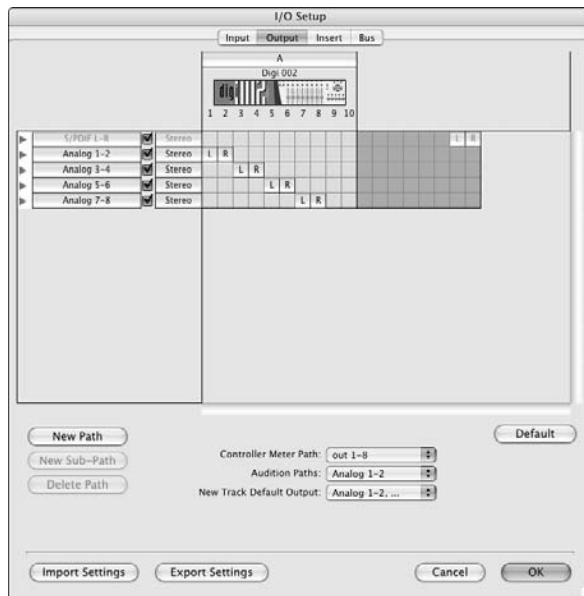 I/O Setup
Input Output Insert Bus
A
Digi 002
digi
1 2 3 4 5 6 7 8 9 10
S/PDIF L-R Stereo L R
Analog 1-2 Stereo L R
Analog 3-4 Stereo L R
Analog 5-6 Stereo L R
Analog 7-8 Stereo L R
New Path
New Sub-Path
Delete Path
Default
Controller Meter Path: out 1-8
Audition Paths: Analog 1-2
New Track Default Output: Analog 1-2, ...
Import Settings Export Settings Cancel OK